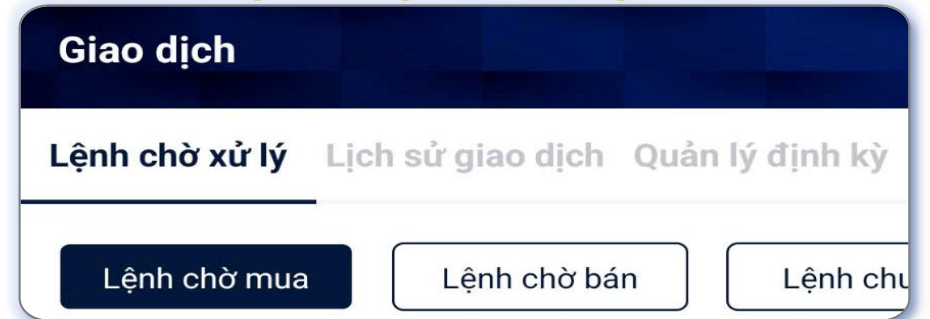 Giao dịch
Lệnh chờ xử lý Lịch sử giao dịch Quản lý định kỳ
Lệnh chờ mua Lệnh chờ bán Lệnh